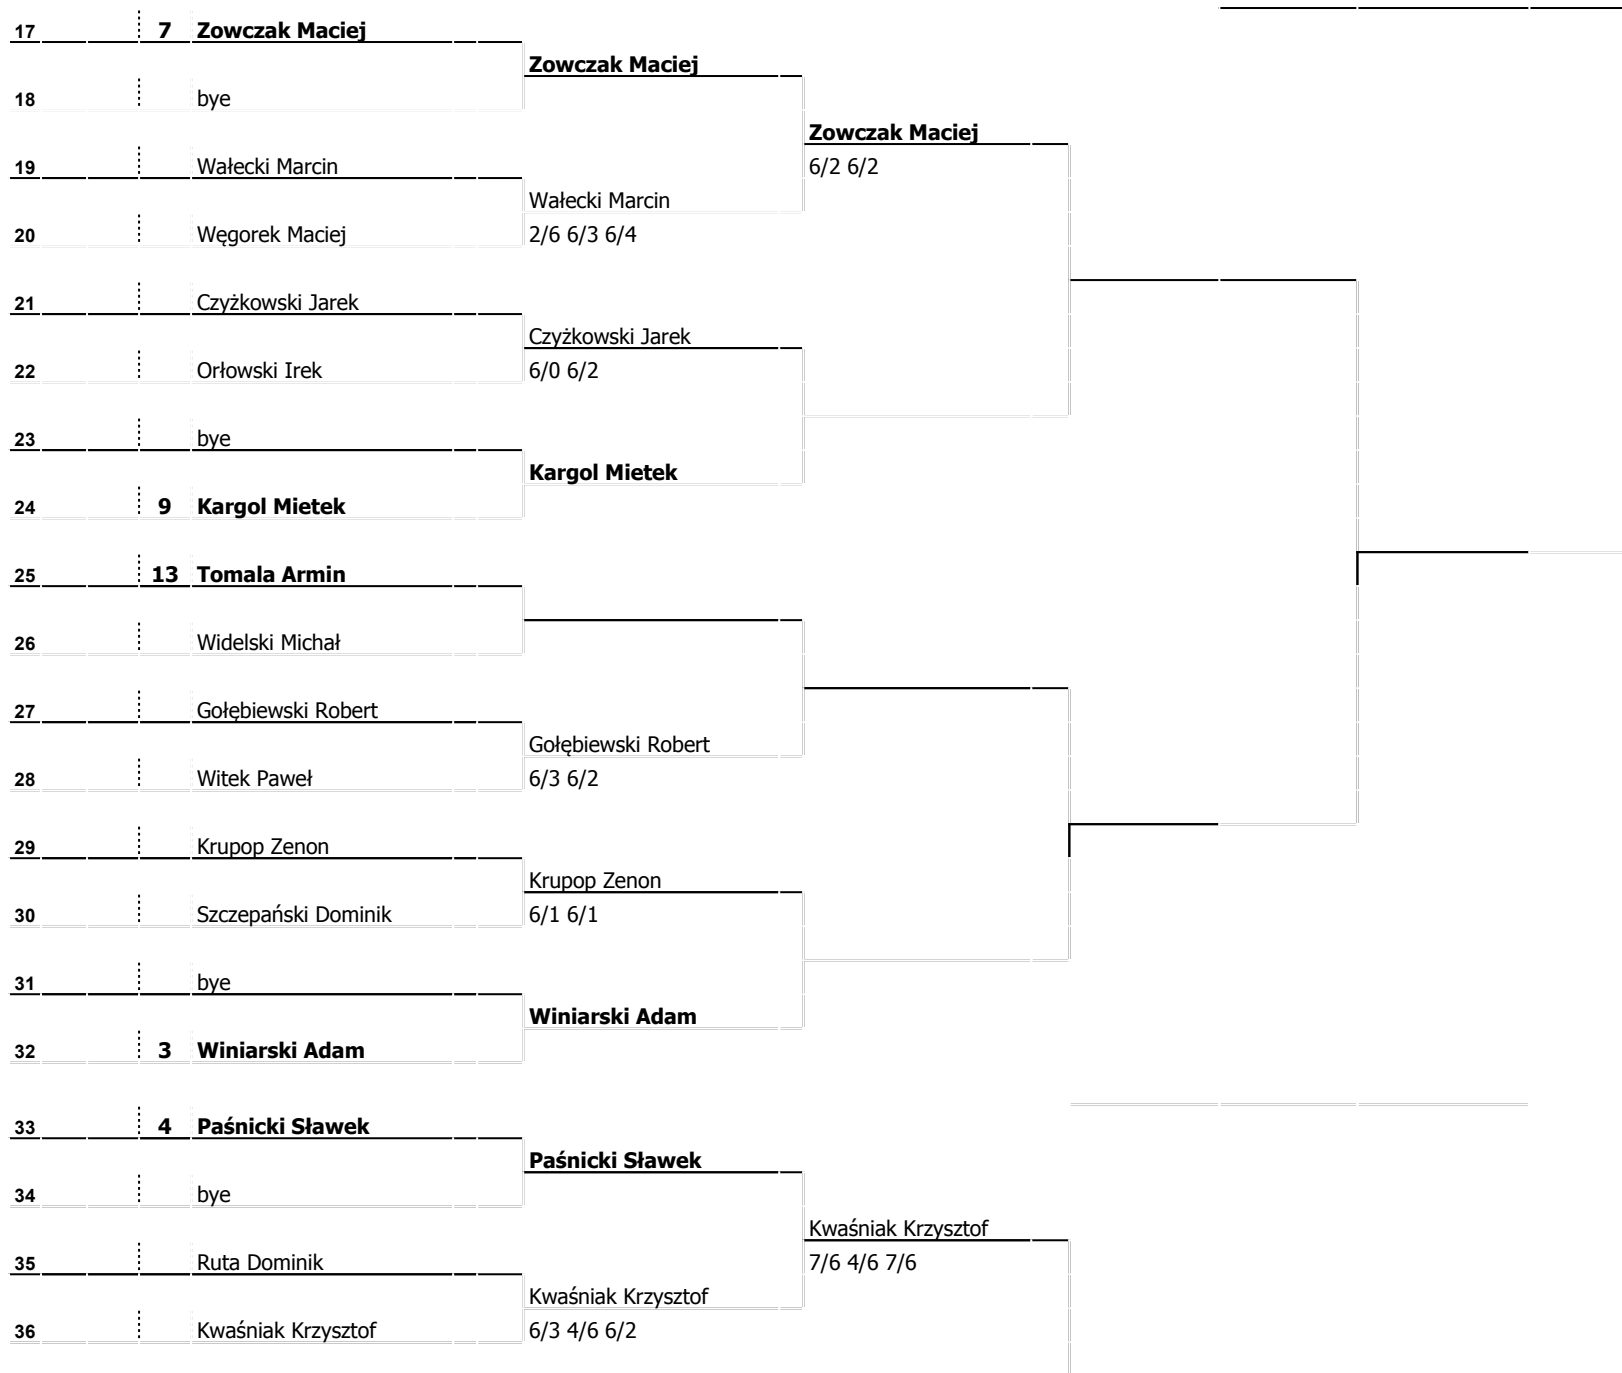 17 7 Zowczak Maciej
Zowczak Maciej
18 bye
Zowczak Maciej
19 Wałecki Marcin 6/2 6/2
Wałecki Marcin
20 Węgorek Maciej 2/6 6/3 6/4
21 Czyżkowski Jarek
Czyżkowski Jarek
22 Orłowski Irek 6/0 6/2
23 bye
Kargol Mietek
24 9 Kargol Mietek
25 13 Tomala Armin
26 Widelski Michał
27 Gołębiewski Robert
Gołębiewski Robert
28 Witek Paweł 6/3 6/2
29 Krupop Zenon
Krupop Zenon
30 Szczepański Dominik 6/1 6/1
31 bye
Winiarski Adam
32 3 Winiarski Adam
33 4 Paśnicki Sławek
Paśnicki Sławek
34 bye
Kwaśniak Krzysztof
35 Ruta Dominik 7/6 4/6 7/6
Kwaśniak Krzysztof
36 Kwaśniak Krzysztof 6/3 4/6 6/2